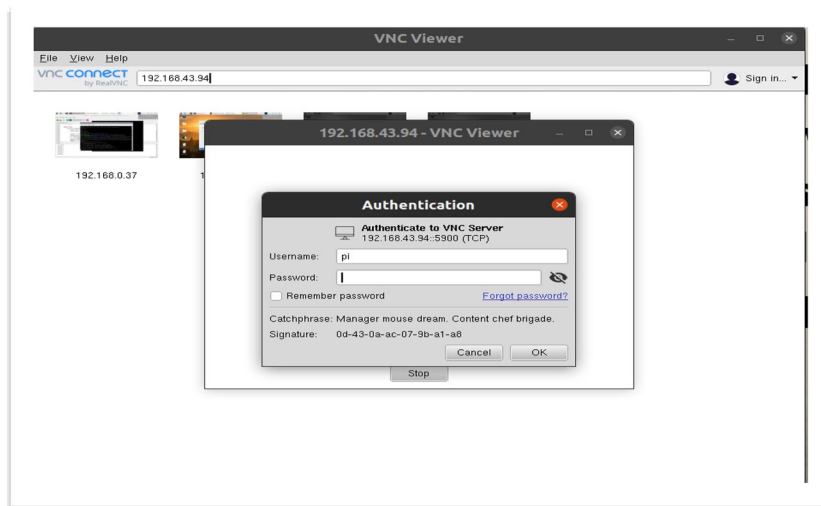 VNC Viewer
File View Help
VNC CONNECT
by RealVNC
192.168.43.94
Sign in...
192.168.0.37
1
192.168.43.94 - VNC Viewer
Authentication
Authenticate to VNC Server
192.168.43.94::5900 (TCP)
Username: pi
Password:
Remember password Forgot password?
Catchphrase: Manager mouse dream. Content chef brigade.
Signature: 0d-43-0a-ac-07-9b-a1-a8
Cancel OK
Stop